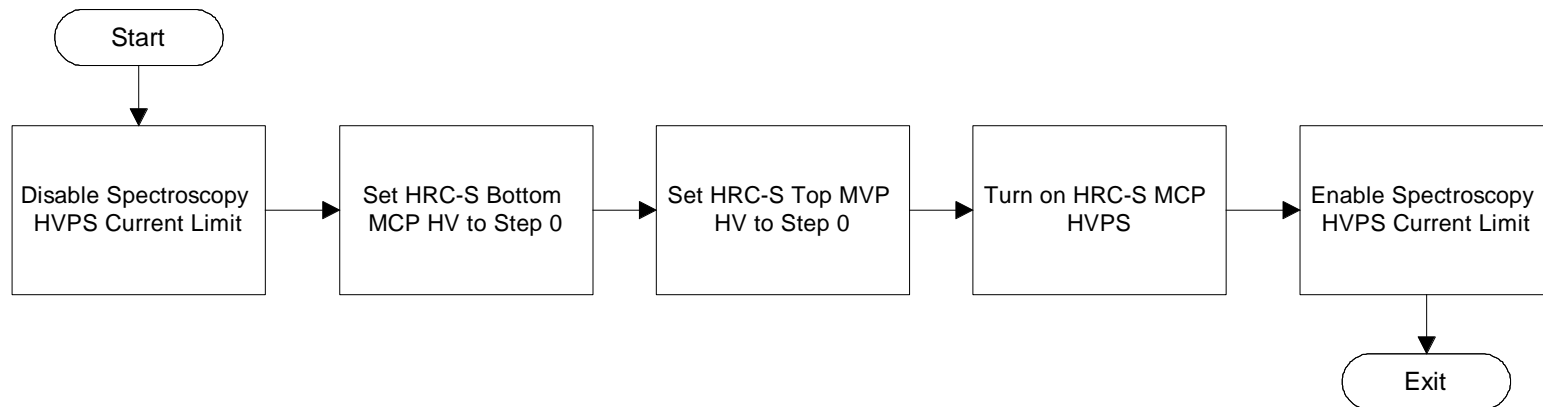 Start
Disable Spectroscopy
HVPS Current Limit
Set HRC-S Bottom
MCP HV to Step 0
Set HRC-S Top MVP
HV to Step 0
Turn on HRC-S MCP
HVPS
Enable Spectroscopy
HVPS Current Limit
Exit